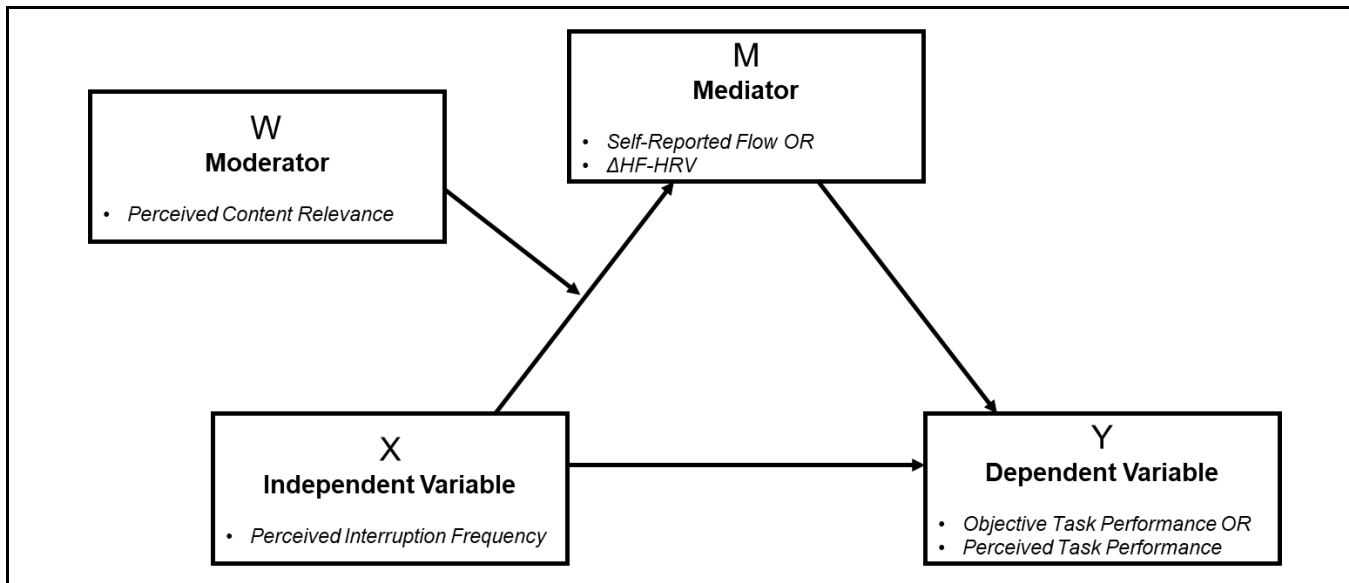 M
Mediator
• Self-Reported Flow OR
• ΔHF-HRV
W
Moderator
• Perceived Content Relevance
X
Independent Variable
• Perceived Interruption Frequency
Y
Dependent Variable
• Objective Task Performance OR
• Perceived Task Performance